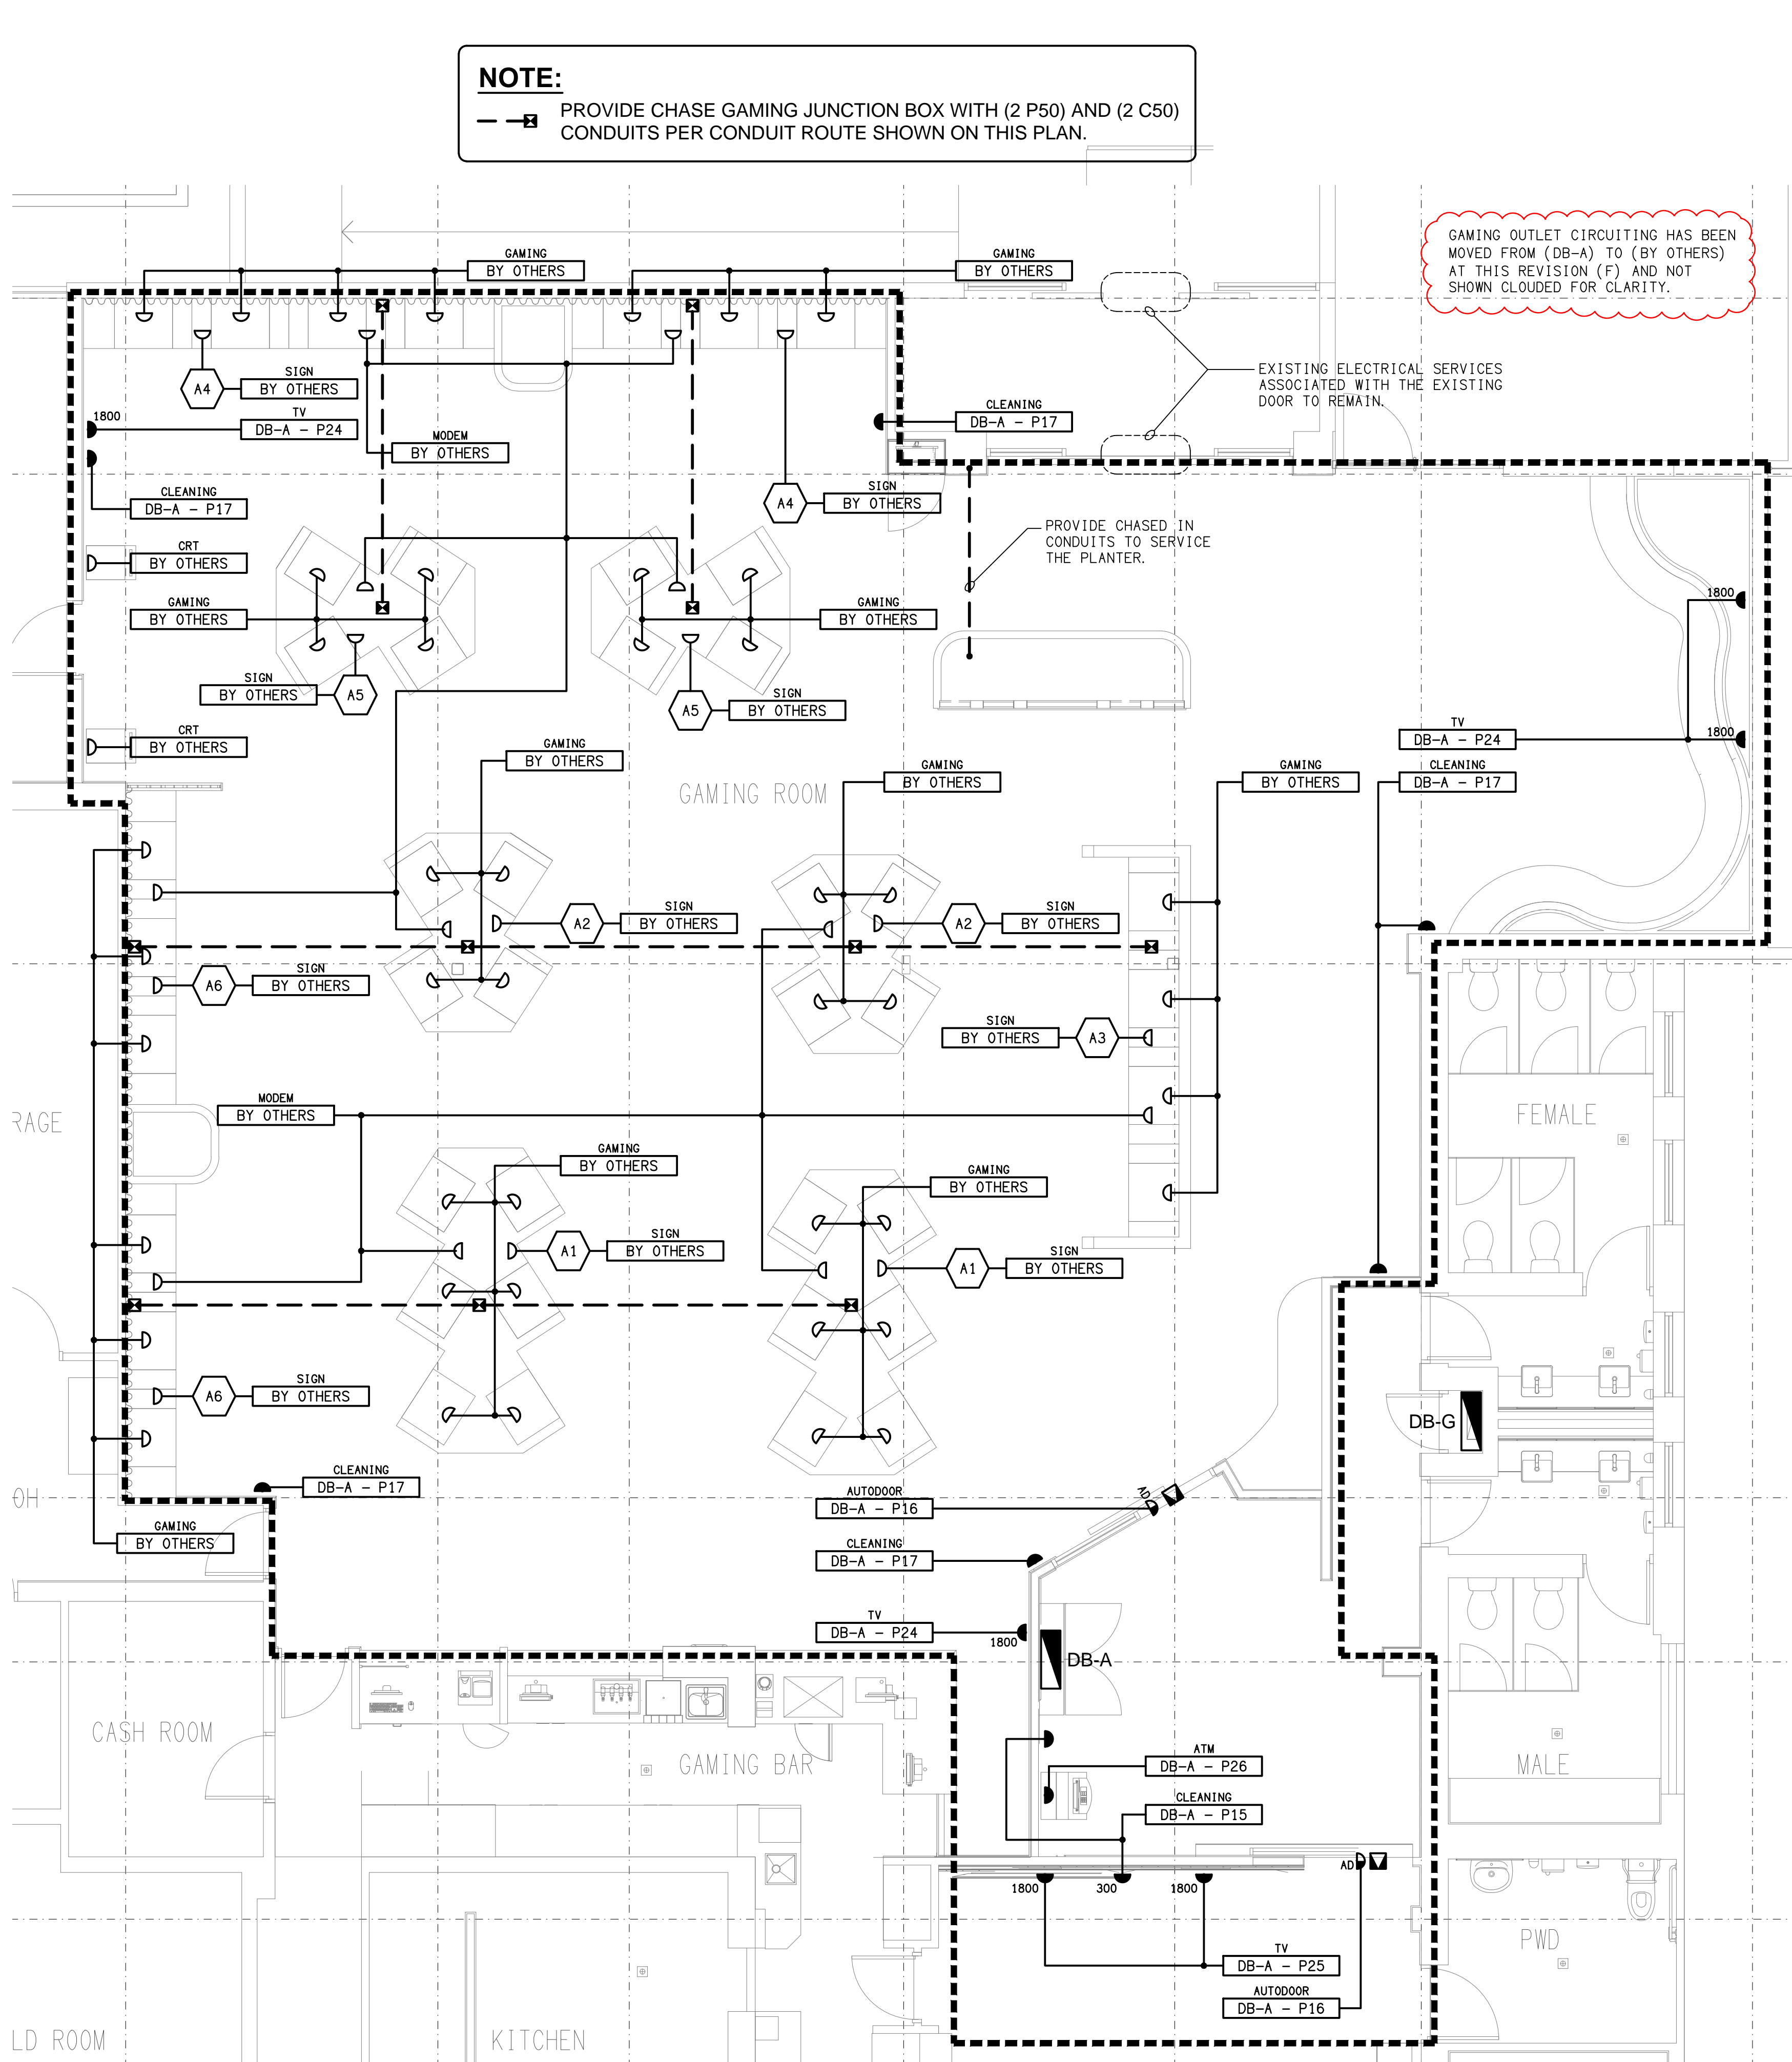 NOTE:
PROVIDE CHASE GAMING JUNCTION BOX WITH (2 P50) AND (2 C50)
CONDUITS PER CONDUIT ROUTE SHOWN ON THIS PLAN.
GAMING OUTLET CIRCUITING HAS BEEN
MOVED FROM (DB-A) TO (BY OTHERS)
AT THIS REVISION (F) AND NOT
SHOWN CLOUDED FOR CLARITY.
GAMING
BY OTHERS
GAMING
BY OTHERS
EXISTING ELECTRICAL SERVICES
ASSOCIATED WITH THE EXISTING
DOOR TO REMAIN.
A4
SIGN
BY OTHERS
1800
TV
DB-A - P24
CLEANING
DB-A - P17
MODEM
BY OTHERS
CLEANING
DB-A - P17
A4
SIGN
BY OTHERS
PROVIDE CHASED IN
CONDUITS TO SERVICE
THE PLANTER.
CRT
BY OTHERS
GAMING
BY OTHERS
GAMING
BY OTHERS
1800
SIGN
BY OTHERS
A5
A5
SIGN
BY OTHERS
CRT
BY OTHERS
TV
DB-A - P24
1800
GAMING
BY OTHERS
GAMING ROOM
GAMING
BY OTHERS
GAMING
BY OTHERS
CLEANING
DB-A - P17
A2
SIGN
BY OTHERS
A2
SIGN
BY OTHERS
A6
SIGN
BY OTHERS
SIGN
BY OTHERS
A3
RAGE
MODEM
BY OTHERS
FEMALE
GAMING
BY OTHERS
GAMING
BY OTHERS
A1
SIGN
BY OTHERS
A1
SIGN
BY OTHERS
A6
SIGN
BY OTHERS
DB-G
OH
CLEANING
DB-A - P17
AUTODOOR
DB-A - P16
AD
GAMING
BY OTHERS
CLEANING
DB-A - P17
TV
DB-A - P24
1800
DB-A
CASH ROOM
GAMING BAR
ATM
DB-A - P26
MALE
CLEANING
DB-A - P15
AD
1800
300
1800
PWD
TV
DB-A - P25
AUTODOOR
DB-A - P16
LD ROOM
KITCHEN